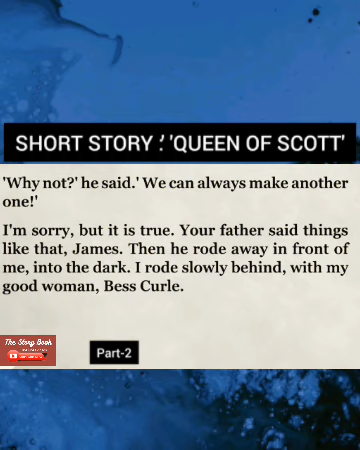 SHORT STORY :' 'QUEEN OF SCOTT'
'Why not?' he said.' We can always make another
one!'
I'm sorry, but it is true. Your father said things
like that, James. Then he rode away in front of
me, into the dark. I rode slowly behind, with my
good woman, Bess Curle.
The Story Book
Part-2